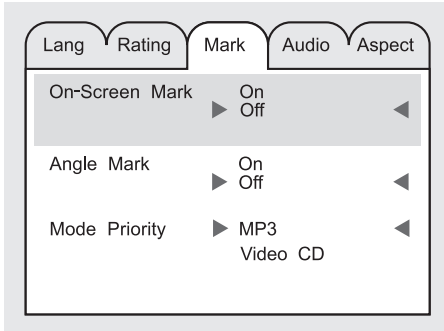 Lang Rating Mark Audio Aspect
On-Screen Mark On
Off
Angle Mark On
Off
Mode Priority MP3
Video CD